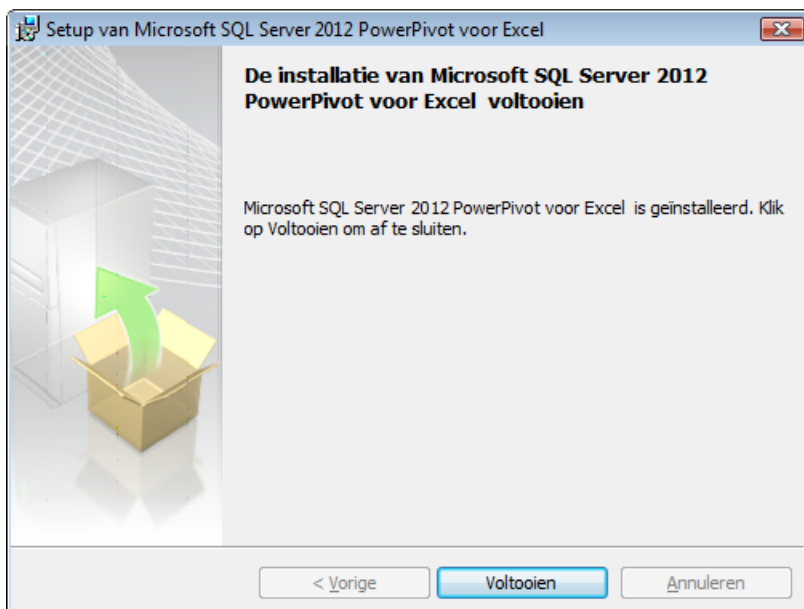 Setup van Microsoft SQL Server 2012 PowerPivot voor Excel
De installatie van Microsoft SQL Server 2012
PowerPivot voor Excel voltooien
Microsoft SQL Server 2012 PowerPivot voor Excel is geïnstalleerd. Klik
op Voltooien om af te sluiten.
< Vorige
Voltooien
Annuleren